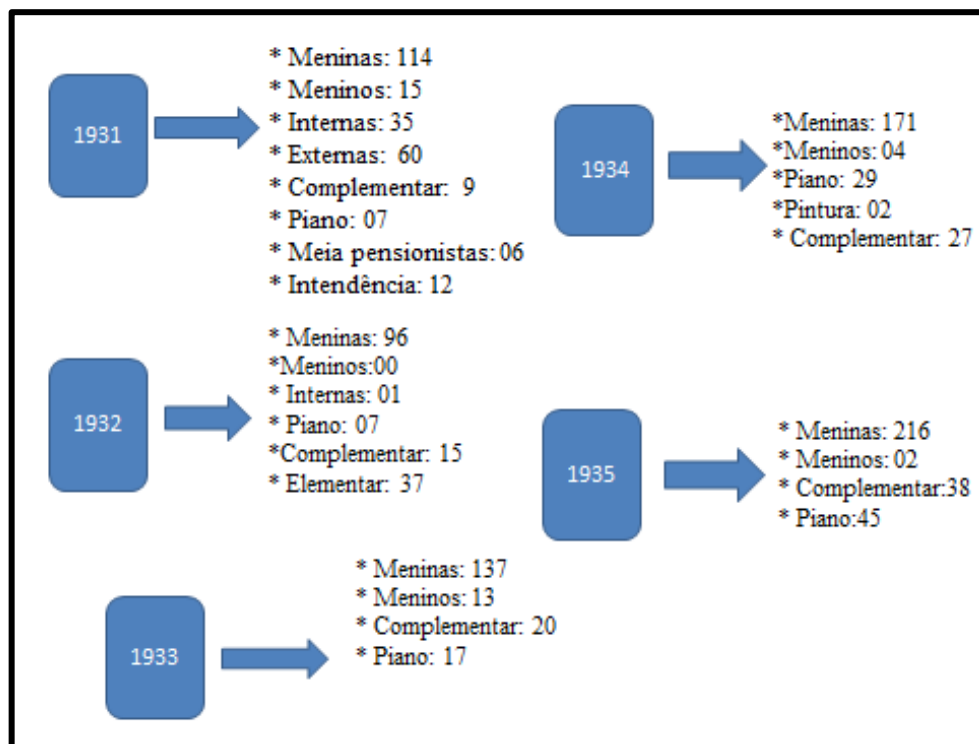 1931
* Meninas: 114
* Meninos: 15
* Internas: 35
* Externas: 60
* Complementar: 9
* Piano: 07
* Meia pensionistas: 06
* Intendência: 12
1932
* Meninas: 96
*Meninos:00
* Internas: 01
* Piano: 07
*Complementar: 15
* Elementar: 37
1933
* Meninas: 137
* Meninos: 13
* Complementar: 20
* Piano: 17
1934
*Meninas: 171
*Meninos: 04
*Piano: 29
*Pintura: 02
* Complementar: 27
1935
* Meninas: 216
* Meninos: 02
* Complementar:38
* Piano:45